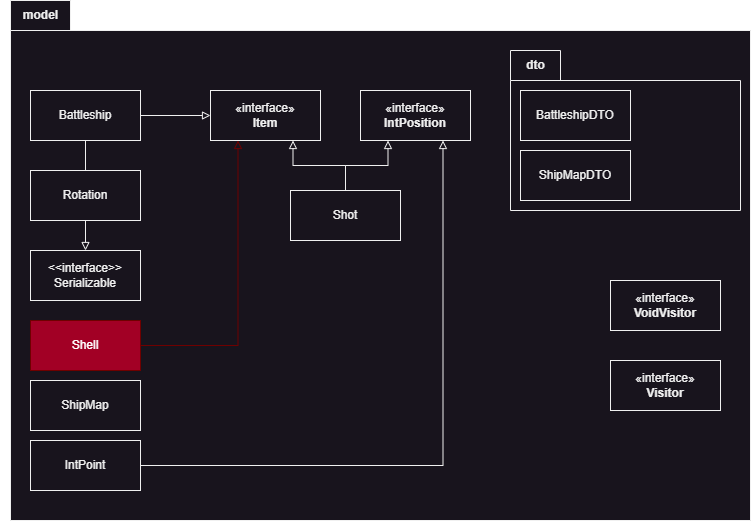 model
dto
Battleship
«interface»
Item
«interface»
IntPosition
BattleshipDTO
ShipMapDTO
Rotation
Shot
<<interface>>
Serializable
«interface»
VoidVisitor
Shell
ShipMap
«interface»
Visitor
IntPoint